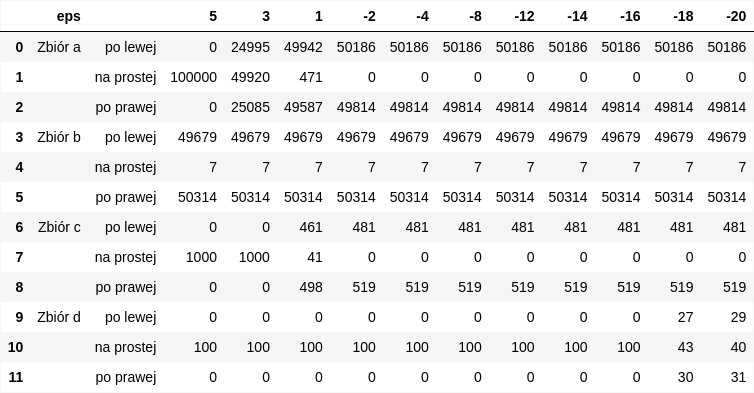 eps 5 3 1 -2 -4 -8 -12 -14 -16 -18 -20
0 Zbiór a po lewej 0 24995 49942 50186 50186 50186 50186 50186 50186 50186 50186
1 na prostej 100000 49920 471 0 0 0 0 0 0 0 0
2 po prawej 0 25085 49587 49814 49814 49814 49814 49814 49814 49814 49814
3 Zbiór b po lewej 49679 49679 49679 49679 49679 49679 49679 49679 49679 49679 49679
4 na prostej 7 7 7 7 7 7 7 7 7 7 7
5 po prawej 50314 50314 50314 50314 50314 50314 50314 50314 50314 50314 50314
6 Zbiór c po lewej 0 0 461 481 481 481 481 481 481 481 481
7 na prostej 1000 1000 41 0 0 0 0 0 0 0 0
8 po prawej 0 0 498 519 519 519 519 519 519 519 519
9 Zbiór d po lewej 0 0 0 0 0 0 0 0 0 27 29
10 na prostej 100 100 100 100 100 100 100 100 100 43 40
11 po prawej 0 0 0 0 0 0 0 0 0 30 31